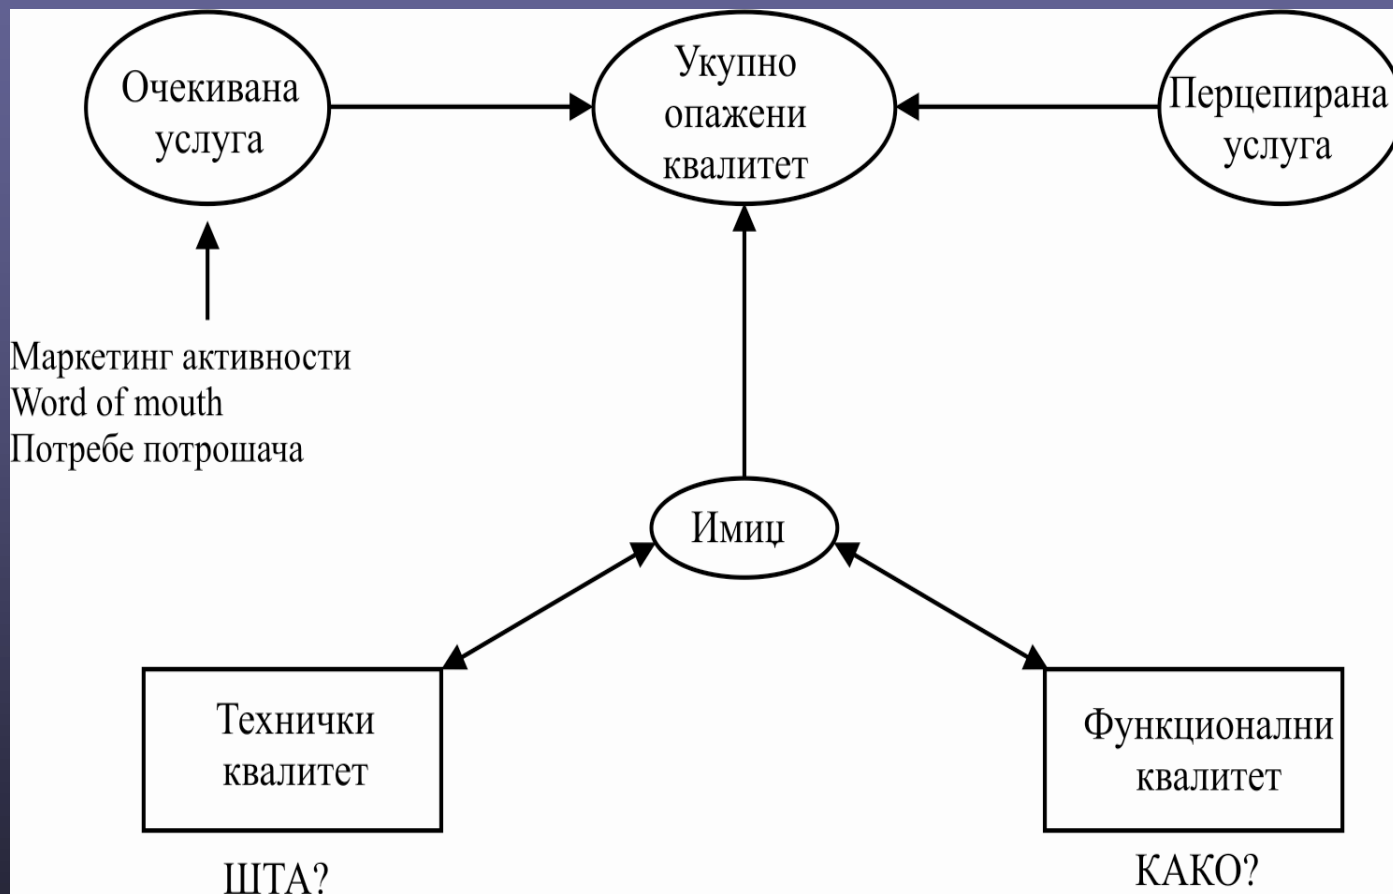 Очекивана
услуга
Укупно
опажени
квалитет
Перцепирана
услуга
Маркетинг активности
Word of mouth
Потребе потрошача
Имиџ
Технички
квалитет
ШТА?
Функционални
квалитет
КАКО?